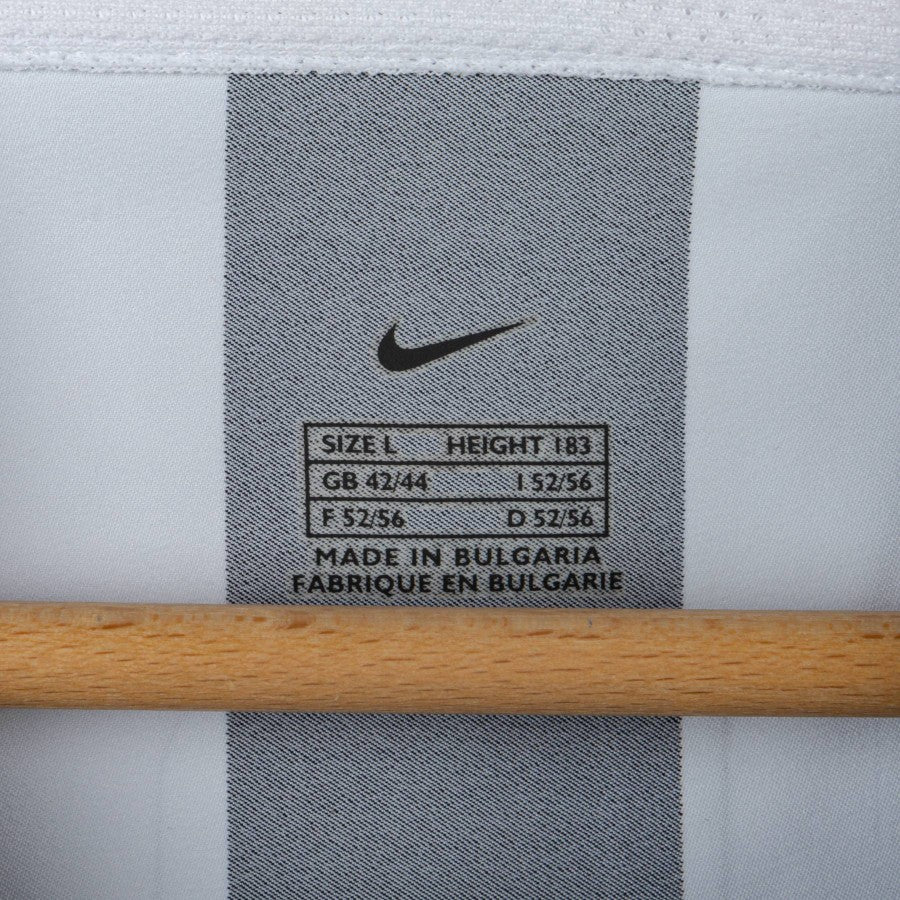 SIZE L HEIGHT 183
GB 42/44 I 52/56
F 52/56 D 52/56
MADE IN BULGARIA
FABRIQUE EN BULGARIE